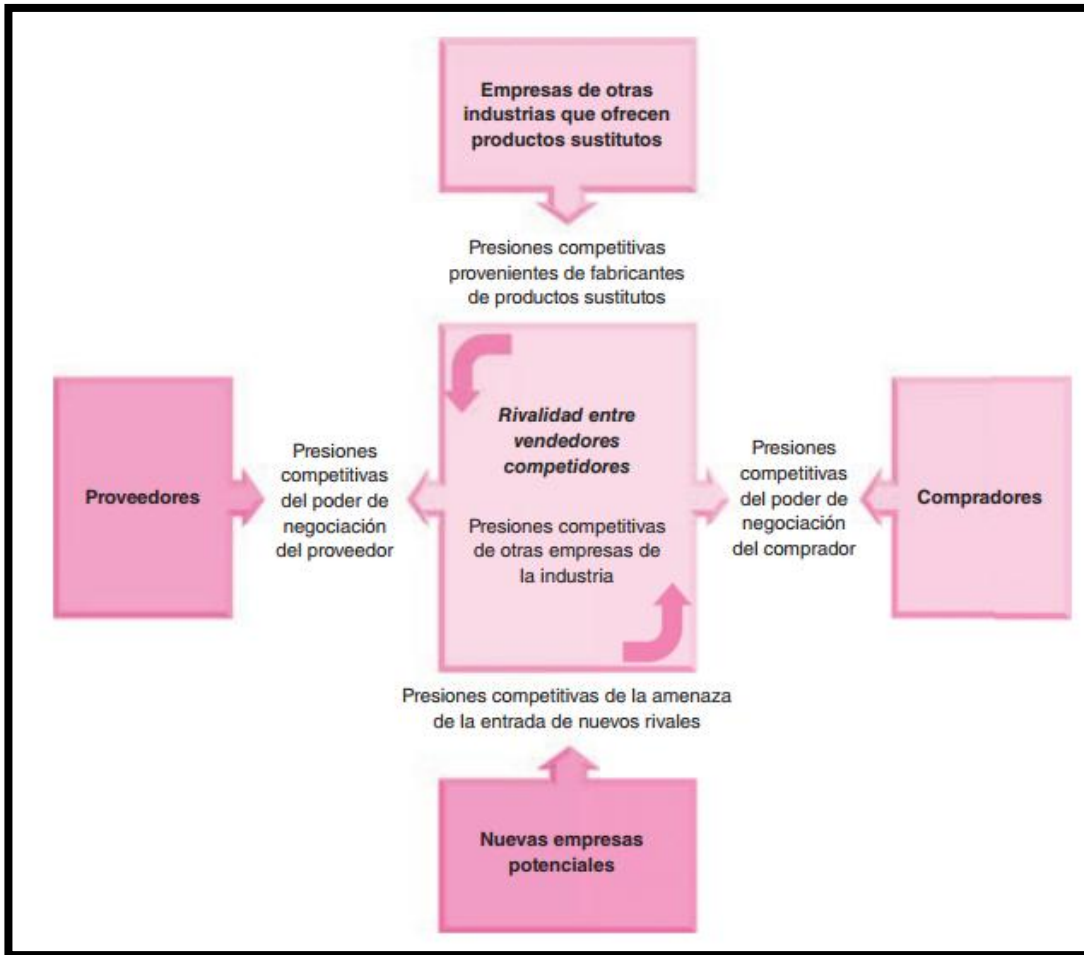 Empresas de otras
industrias que ofrecen
productos sustitutos
Presiones competitivas
provenientes de fabricantes
de productos sustitutos
Proveedores
Presiones
competitivas
del poder de
negociación
del proveedor
Rivalidad entre
vendedores
competidores
Presiones competitivas
de otras empresas de
la industria
Presiones
competitivas
del poder de
negociación
del comprador
Compradores
Presiones competitivas de la amenaza
de la entrada de nuevos rivales
Nuevas empresas
potenciales